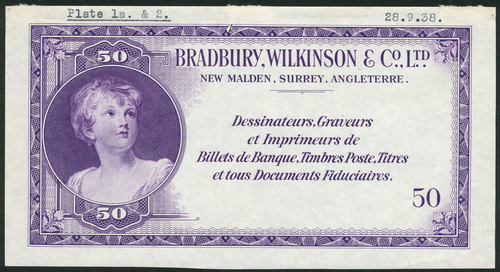 Plate 1a. & 2. 28.9.38.
50 BRADBURY, WILKINSON & CO., LTD
NEW MALDEN, SURREY, ANGLETERRE.
Dessinateurs, Graveurs
et Imprimeurs de
Billets de Banque, Timbres Poste, Titres
et tous Documents Fiduciaires.
50 50